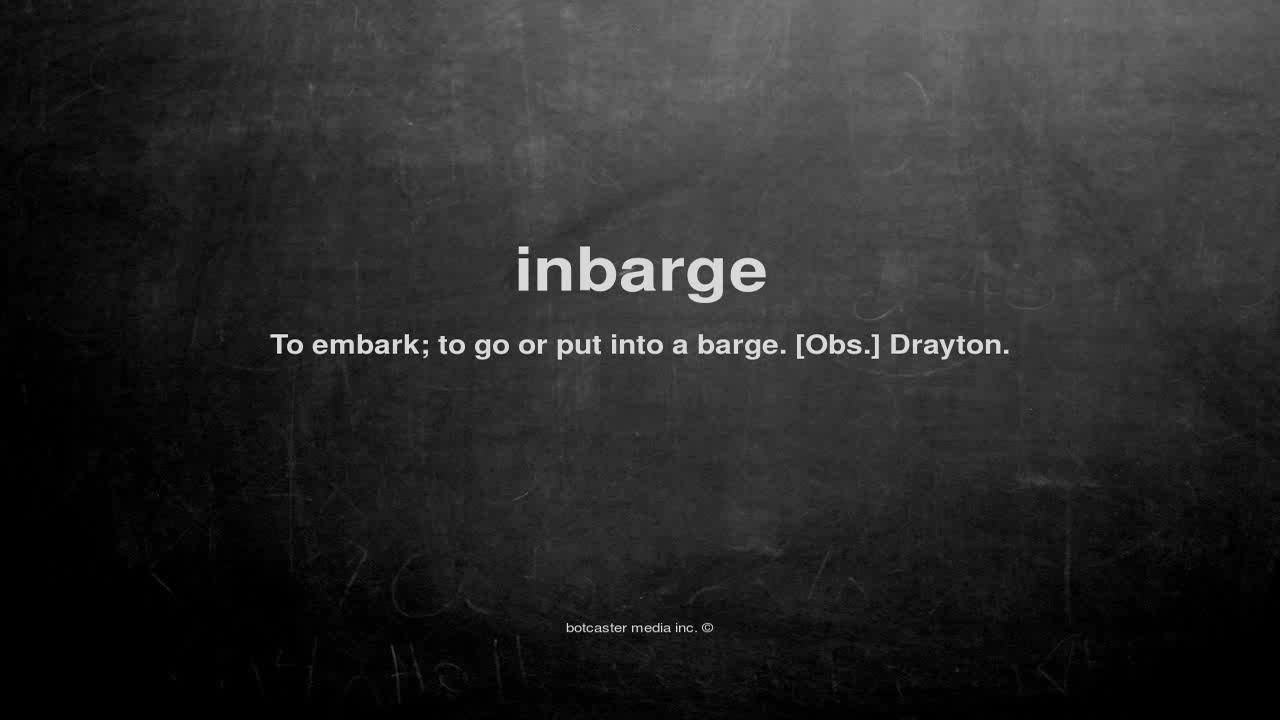 inbarge
To embark; to go or put into a barge. [Obs.] Drayton.
botcaster media inc. ©